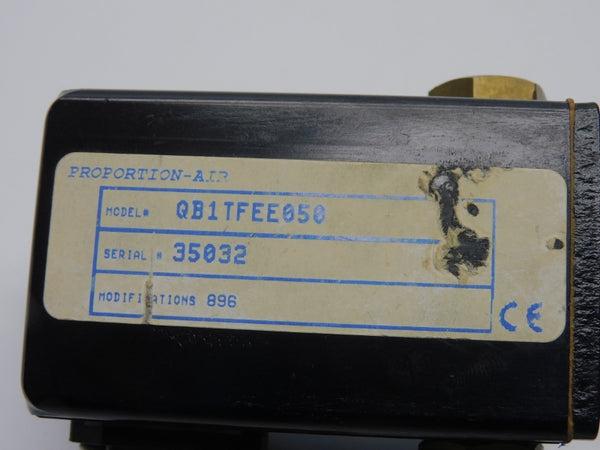 PROPORTION-AIR
MODEL# QB1TFEE050
SERIAL # 35032
MODIFICATIONS 896
CE